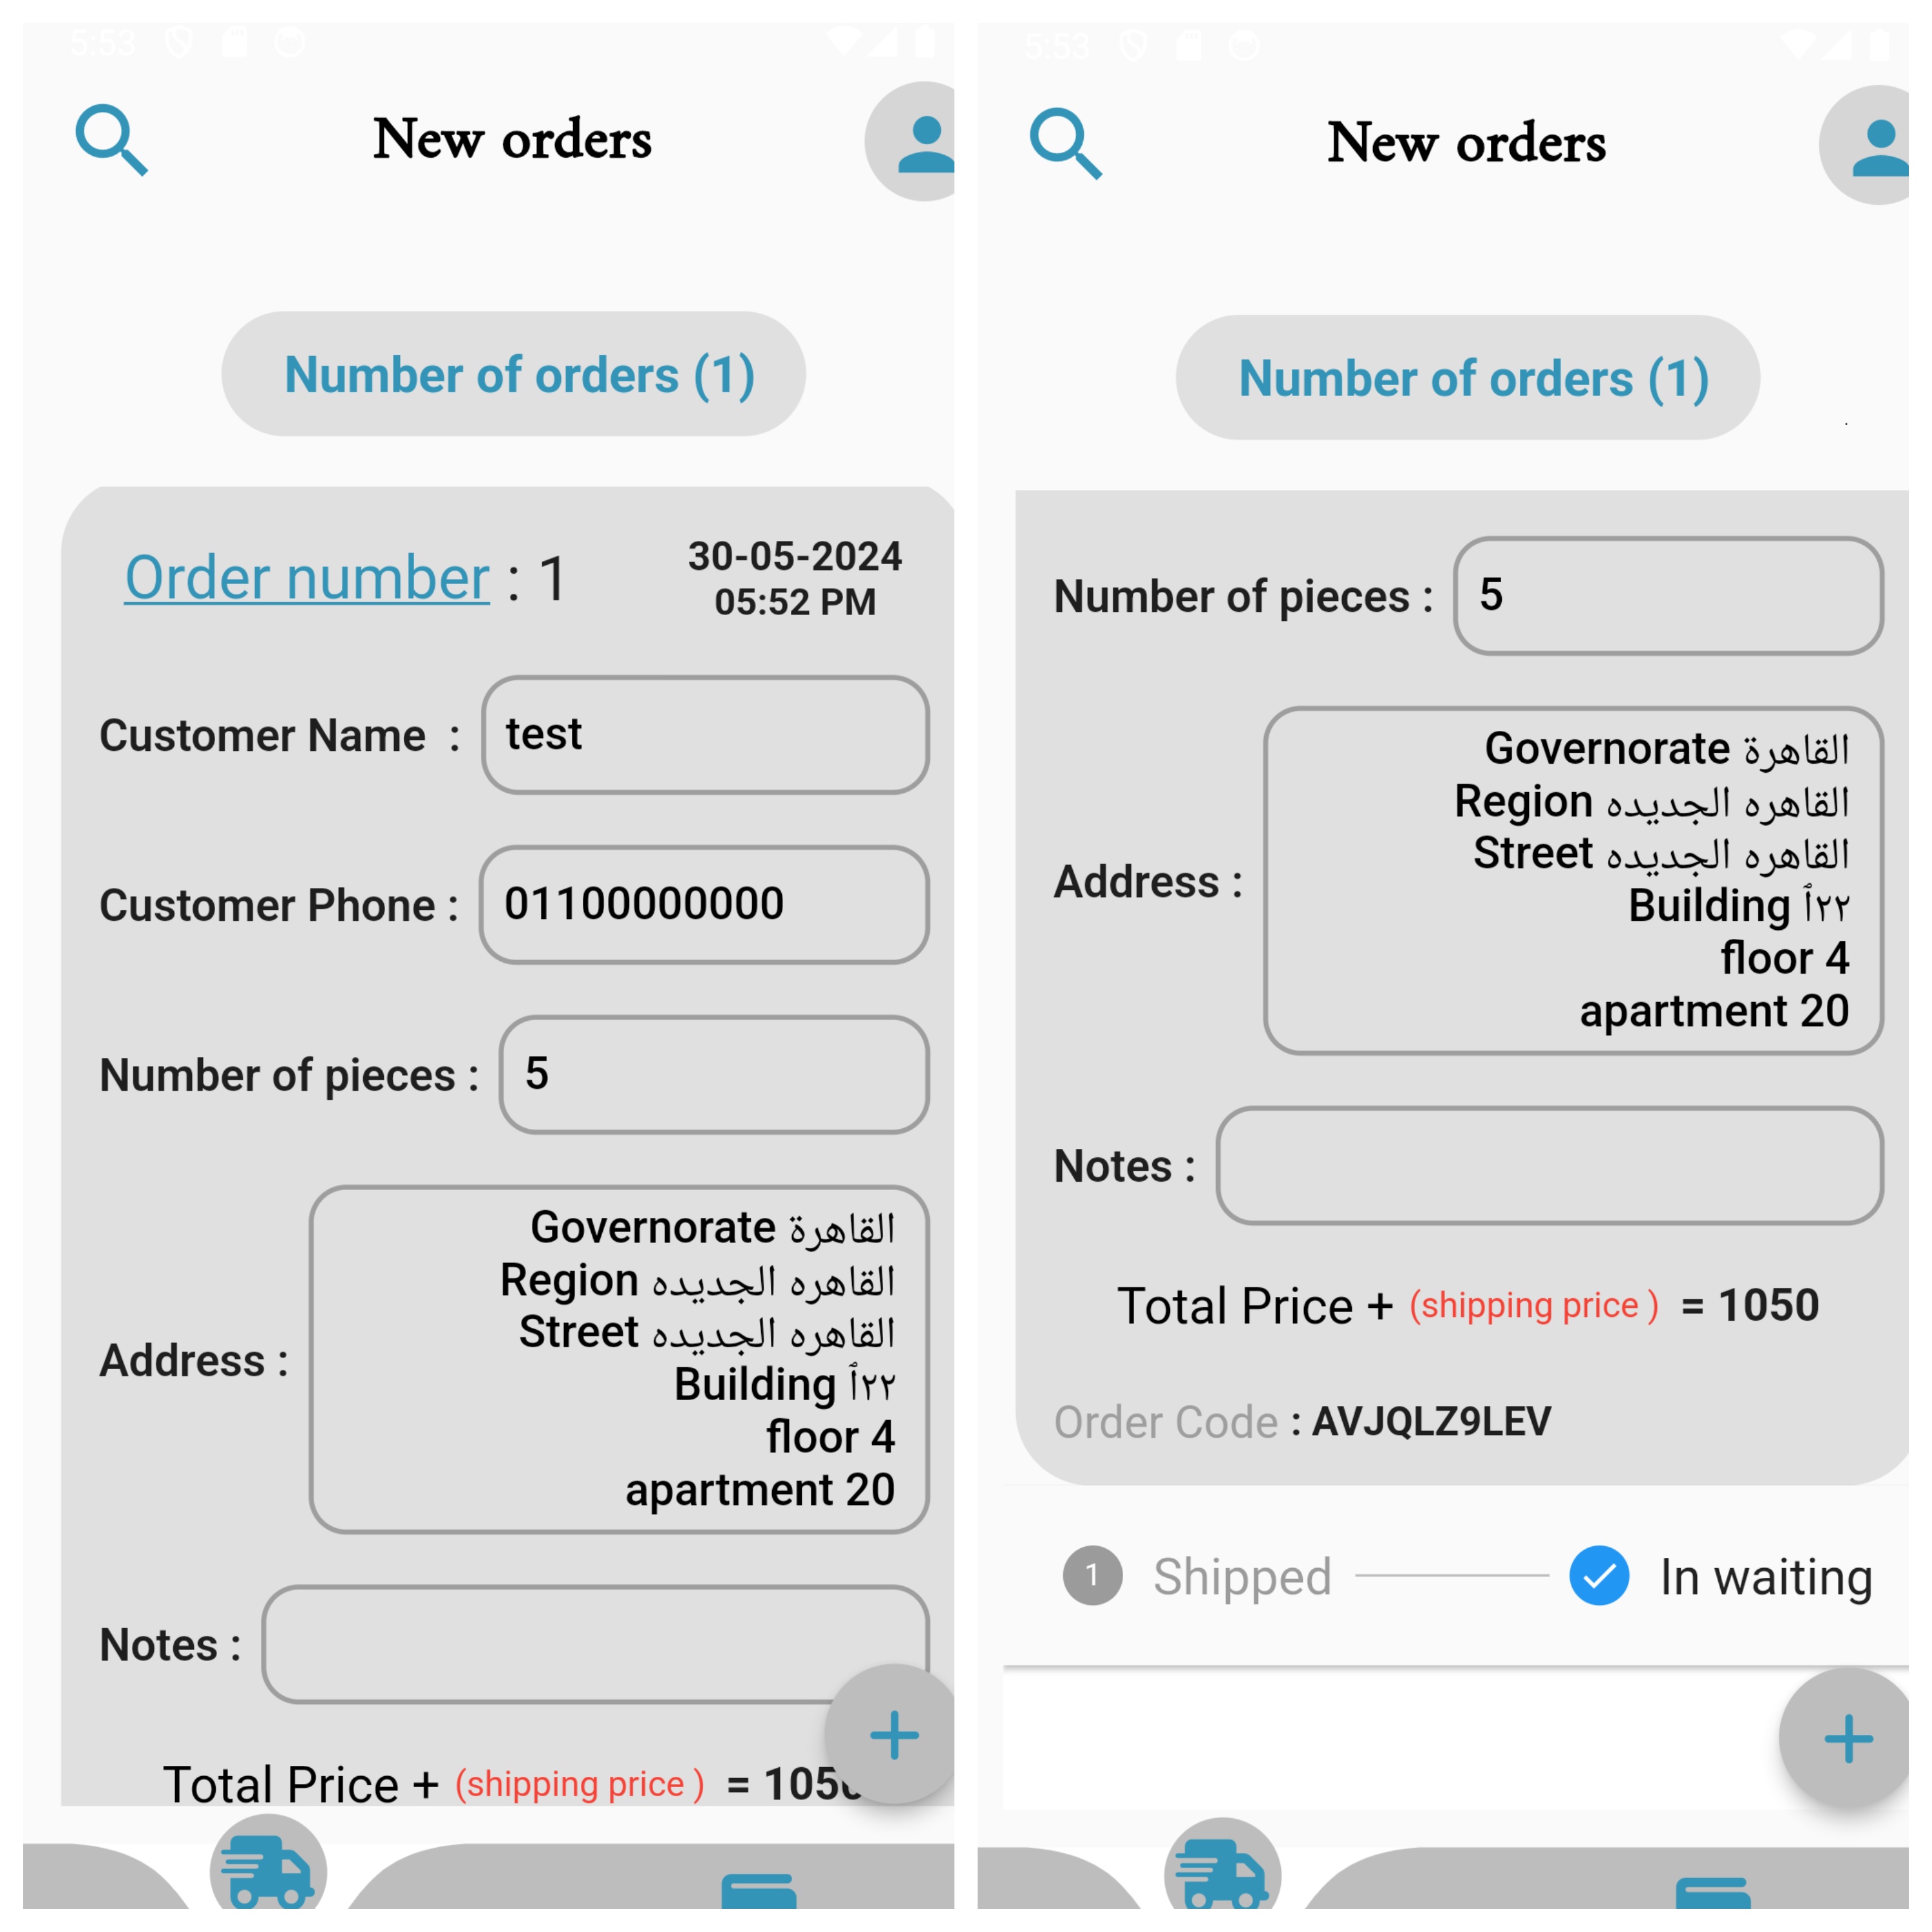 5:53
New orders
Number of orders (1)
Order number : 1
30-05-2024
05:52 PM
Customer Name : test
Customer Phone : 01100000000
Number of pieces : 5
Address :
Governorate القاهرة
Region القاهره الجديده
Street القاهره الجديده
Building ٢٢أ
floor 4
apartment 20
Notes :
Total Price + (shipping price ) = 1050
5:53
New orders
Number of orders (1)
Number of pieces : 5
Address :
Governorate القاهرة
Region القاهره الجديده
Street القاهره الجديده
Building ٢٢أ
floor 4
apartment 20
Notes :
Total Price + (shipping price ) = 1050
Order Code : AVJQLZ9LEV
1 Shipped In waiting